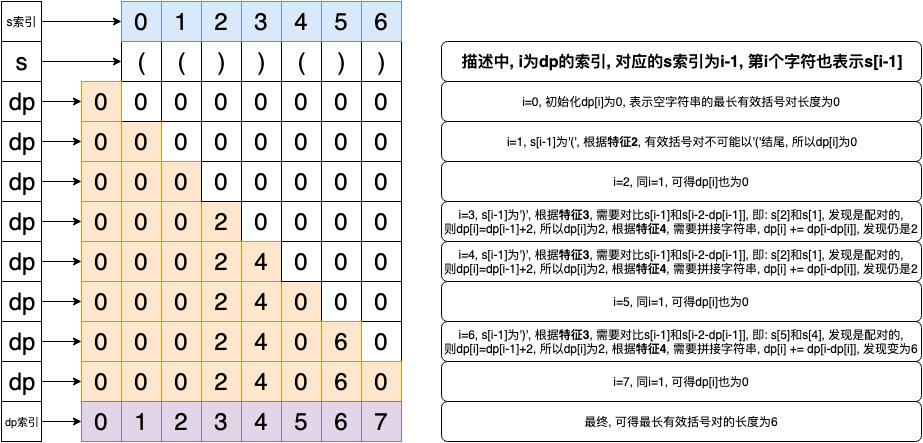 s索引 0 1 2 3 4 5 6
s ( ( ) ) ( ) )
描述中, i为dp的索引, 对应的s索引为i-1, 第i个字符也表示s[i-1]
dp 0 0 0 0 0 0 0 0
i=0, 初始化dp[i]为0, 表示空字符串的最长有效括号对长度为0
dp 0 0 0 0 0 0 0 0
i=1, s[i-1]为'(', 根据特征2, 有效括号对不可能以'('结尾, 所以dp[i]为0
dp 0 0 0 0 0 0 0 0
i=2, 同i=1, 可得dp[i]也为0
dp 0 0 0 2 0 0 0 0
i=3, s[i-1]为')', 根据特征3, 需要对比s[i-1]和s[i-2-dp[i-1]], 即: s[2]和s[1], 发现是配对的,
则dp[i]=dp[i-1]+2, 所以dp[i]为2, 根据特征4, 需要拼接字符串, dp[i] += dp[i-dp[i]], 发现仍是2
dp 0 0 0 2 4 0 0 0
i=4, s[i-1]为')', 根据特征3, 需要对比s[i-1]和s[i-2-dp[i-1]], 即: s[2]和s[1], 发现是配对的,
则dp[i]=dp[i-1]+2, 所以dp[i]为2, 根据特征4, 需要拼接字符串, dp[i] += dp[i-dp[i]], 发现仍是2
dp 0 0 0 2 4 0 0 0
i=5, 同i=1, 可得dp[i]也为0
dp 0 0 0 2 4 0 6 0
i=6, s[i-1]为')', 根据特征3, 需要对比s[i-1]和s[i-2-dp[i-1]], 即: s[5]和s[4], 发现是配对的,
则dp[i]=dp[i-1]+2, 所以dp[i]为2, 根据特征4, 需要拼接字符串, dp[i] += dp[i-dp[i]], 发现变为6
dp 0 0 0 2 4 0 6 0
i=7, 同i=1, 可得dp[i]也为0
dp索引 0 1 2 3 4 5 6 7
最终, 可得最长有效括号对的长度为6